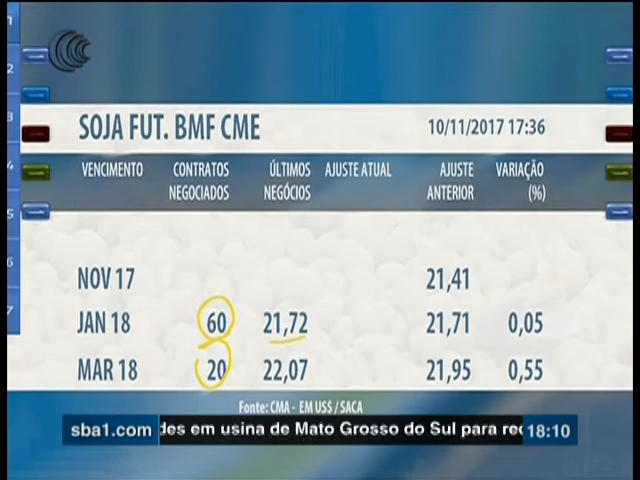 SOJA FUT. BMF CME 10/11/2017 17:36
VENCIMENTO CONTRATOS NEGOCIADOS ÚLTIMOS NEGÓCIOS AJUSTE ATUAL AJUSTE ANTERIOR VARIAÇÃO (%)
NOV 17 21,41
JAN 18 60 21,72 21,71 0,05
MAR 18 20 22,07 21,95 0,55
Fonte: CMA - EM US$ / SACA
sba1.com des em usina de Mato Grosso do Sul para 18:10